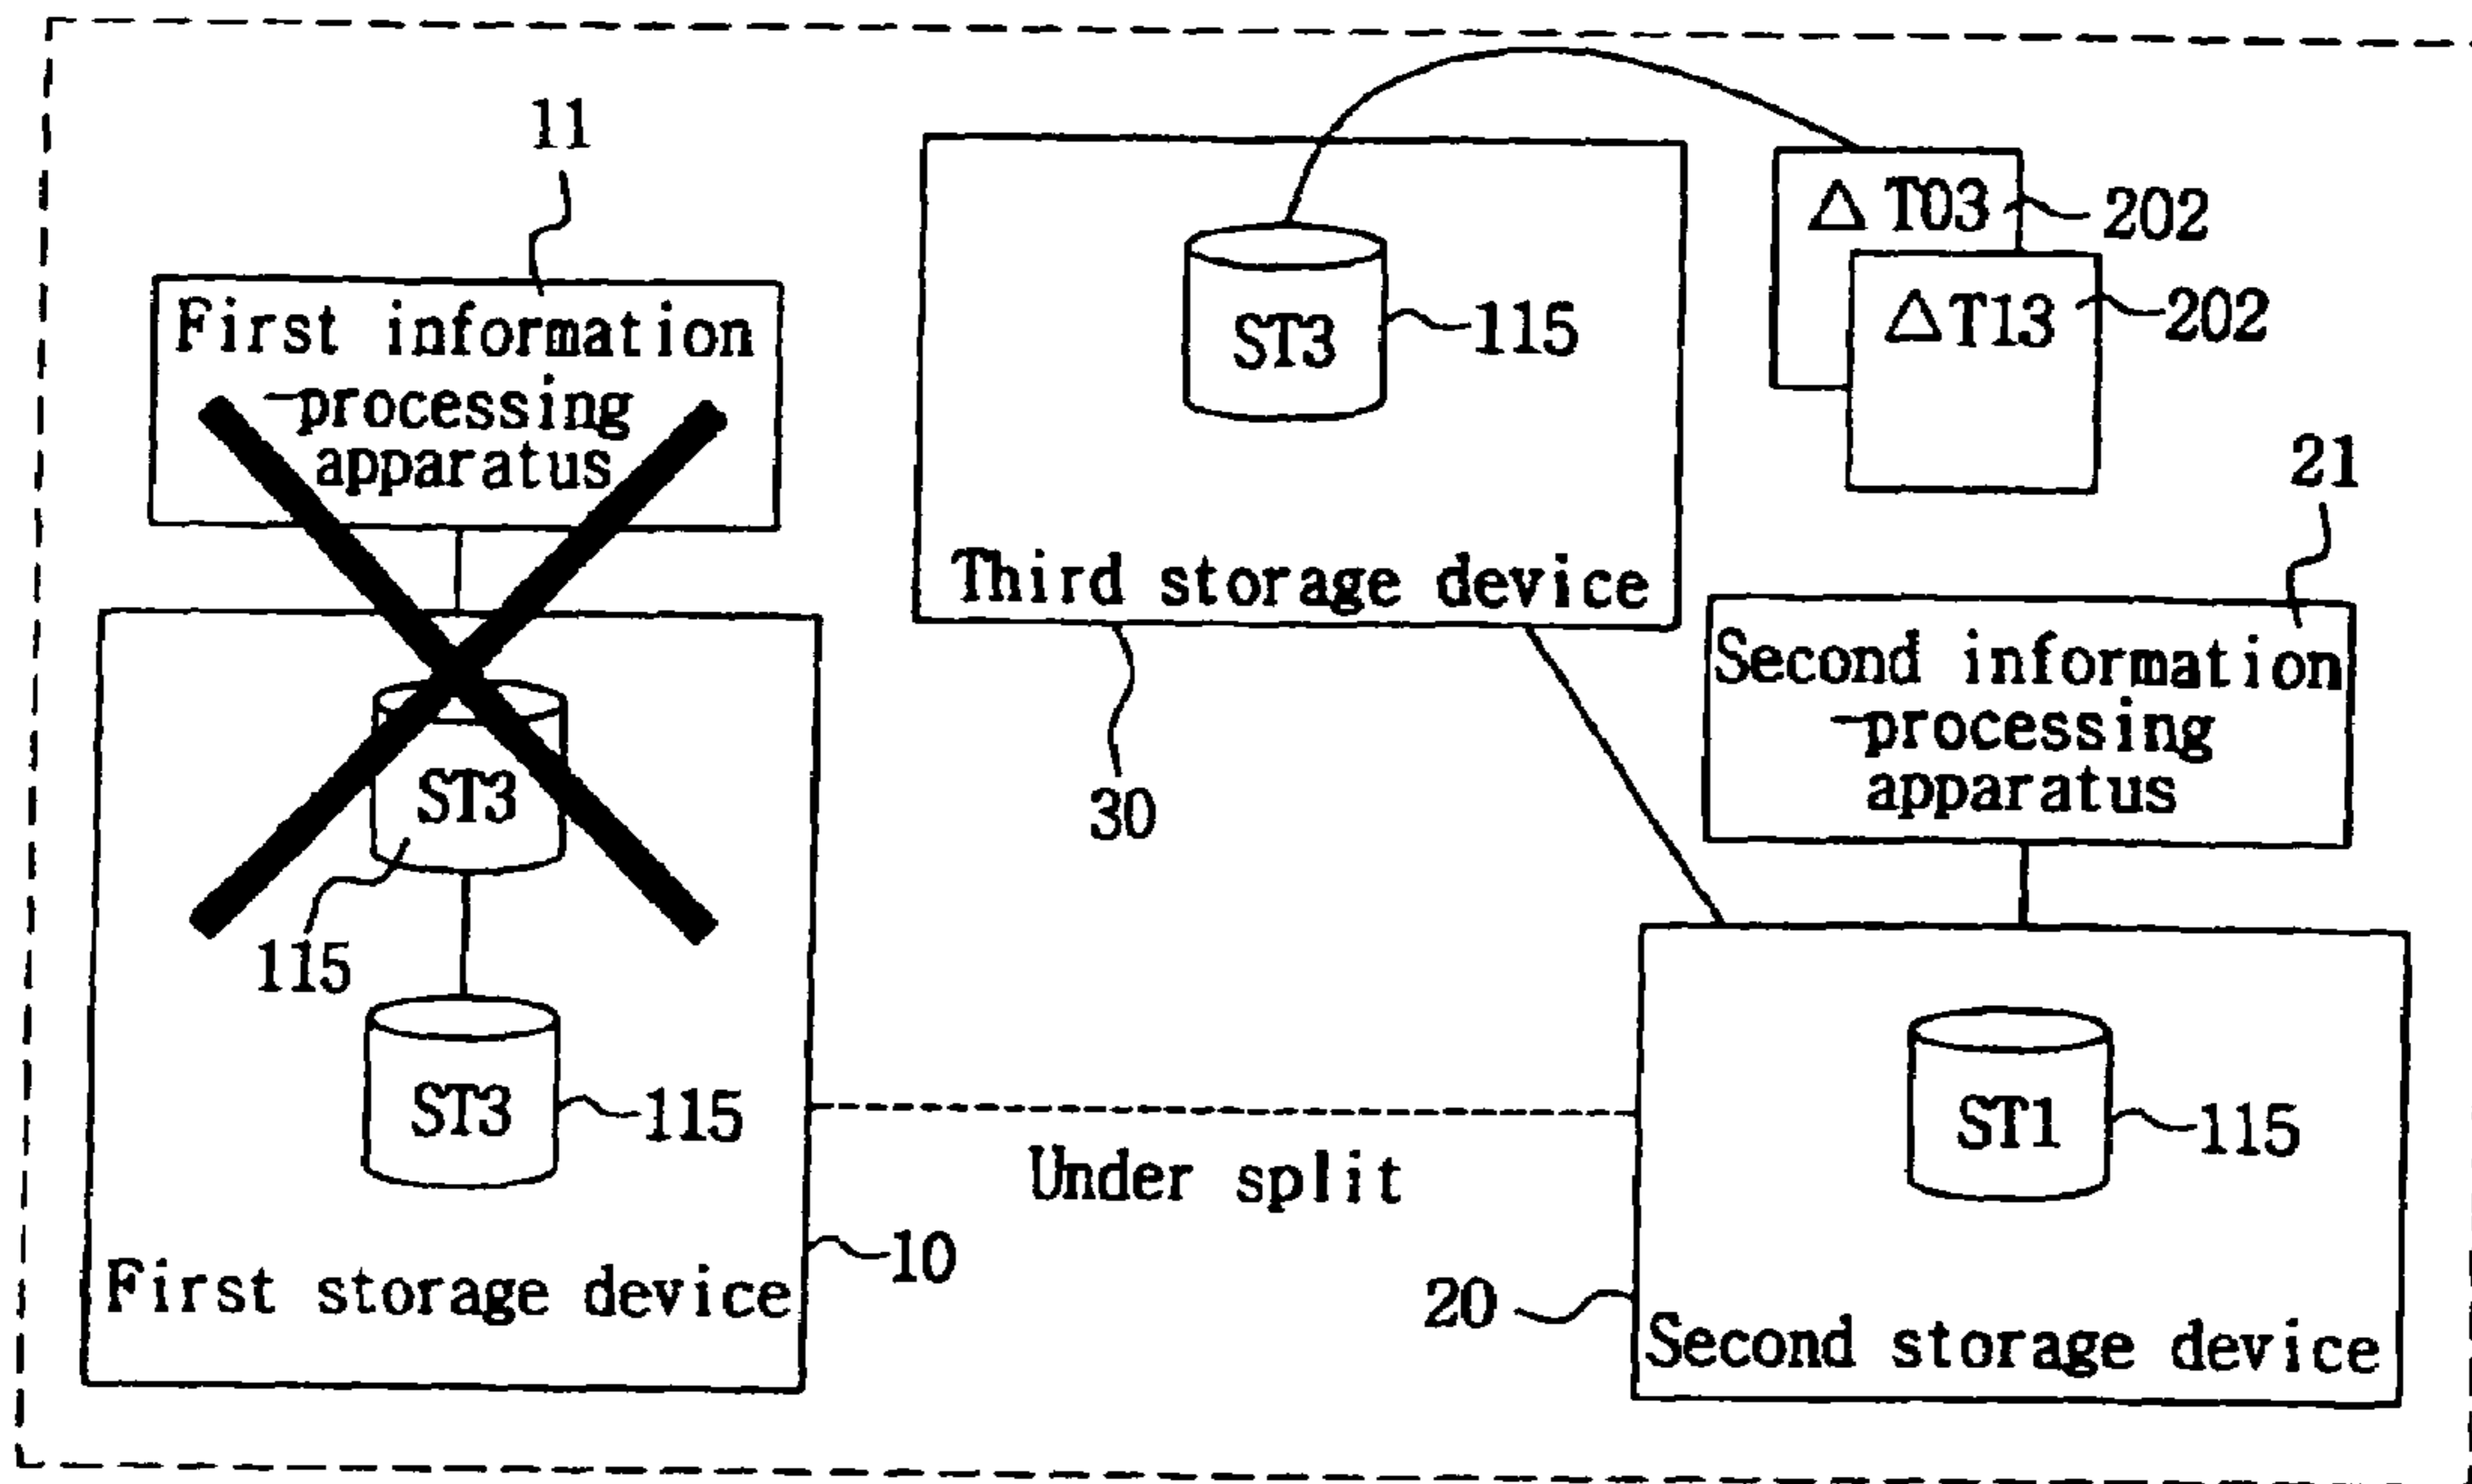 11
First information
-processing
apparatus
ST3
115
ST3
115
First storage device
10
ST3
115
Third storage device
30
△ T03
202
△T13
202
21
Second information
-processing
apparatus
Under split
ST1
115
20
Second storage device